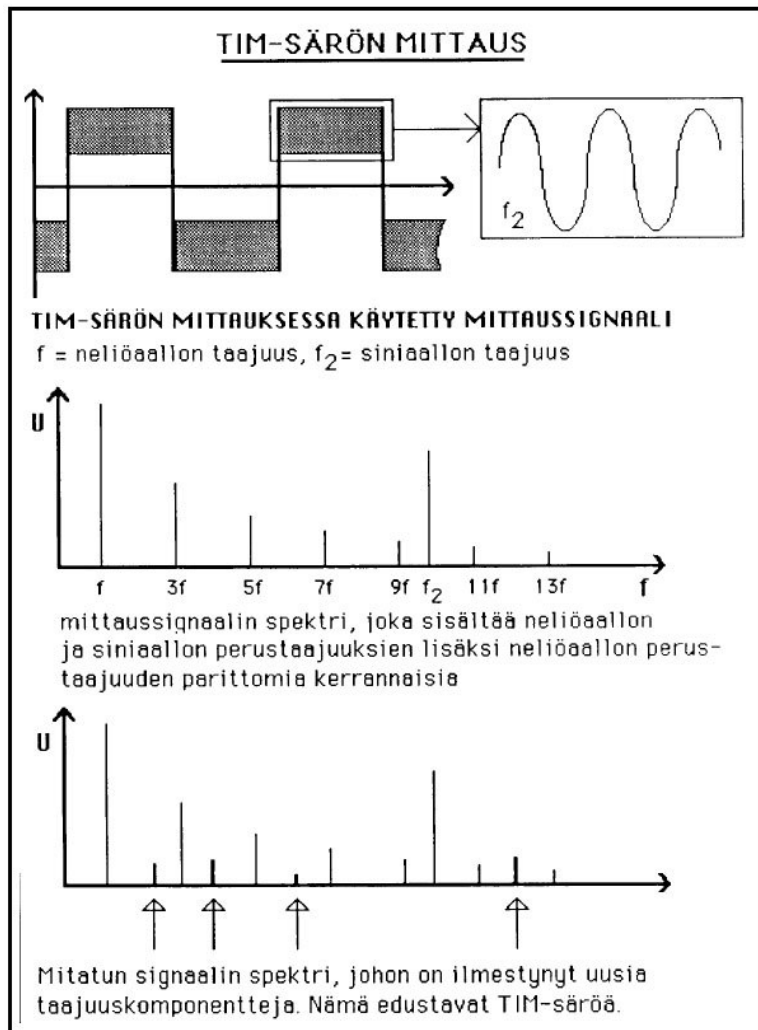 TIM-SÄRÖN MITTAUS
f₂
TIM-SÄRÖN MITTAUKSESSA KÄYTETTY MITTAUSSIGNAALI
f = neliöaallon taajuus, f₂= siniaallon taajuus
U
f 3f 5f 7f 9f f₂ 11f 13f f
mittaussignaalin spektri, joka sisältää neliöaallon
ja siniaallon perustaajuuksien lisäksi neliöaallon perus-
taajuuden parittomia kerrannaisia
U
Mitatun signaalin spektri, johon on ilmestynyt uusia
taajuuskomponentteja. Nämä edustavat TIM-säröä.